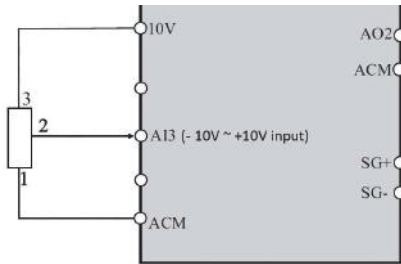 10V
AO2
ACM
3
2
AI3 (- 10V ~ +10V input)
1
SG+
SG-
ACM